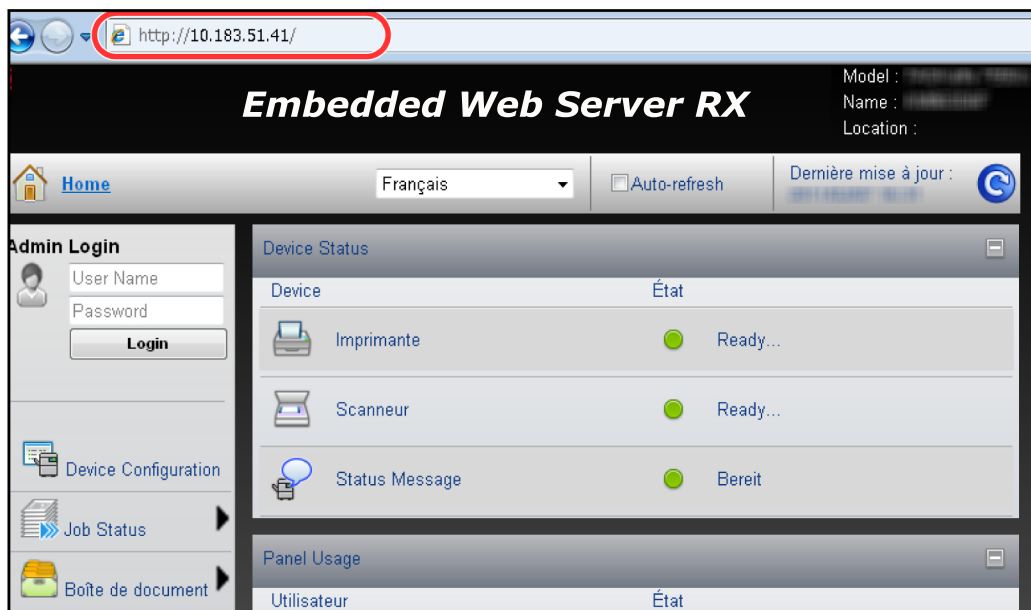 http://10.183.51.41/
Embedded Web Server RX
Model :
Name :
Location :
Home
Français
Auto-refresh
Dernière mise à jour :
Admin Login
User Name
Password
Login
Device Configuration
Job Status
Boîte de document
Device Status
Device État
Imprimante Ready...
Scanneur Ready...
Status Message Bereit
Panel Usage
Utilisateur État